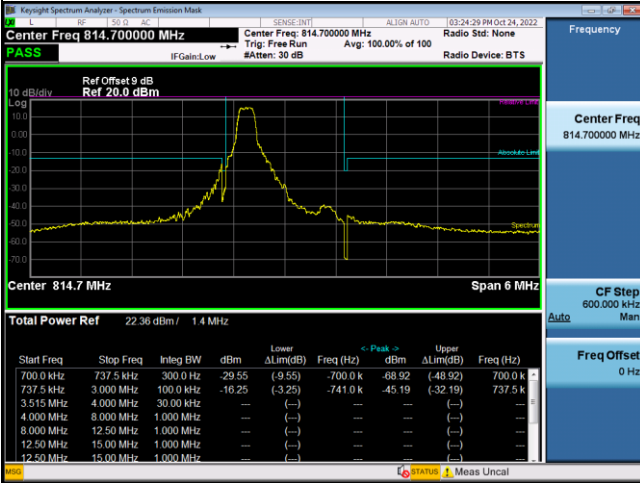 Keysight Spectrum Analyzer - Spectrum Emission Mask
L RF 50 Ω AC SENSE:INT ALIGN AUTO 03:24:29 PM Oct 24, 2022
Center Freq 814.700000 MHz Center Freq: 814.700000 MHz Radio Std: None
PASS Trig: Free Run Avg: 100.00% of 100
IFGain:Low #Atten: 30 dB Radio Device: BTS
Ref Offset 9 dB
10 dB/div Ref 20.0 dBm
Log
Relative Limit
10.0
0.00
Absolute Limit
-10.0
-20.0
-30.0
-40.0
Spectrum
-50.0
-60.0
-70.0
Center 814.7 MHz Span 6 MHz
Total Power Ref 22.36 dBm / 1.4 MHz
Lower <- Peak -> Upper
Start Freq Stop Freq Integ BW dBm ΔLim(dB) Freq (Hz) dBm ΔLim(dB) Freq (Hz)
700.0 kHz 737.5 kHz 300.0 Hz -29.55 (-9.55) -700.0 k -68.92 (-48.92) 700.0 k
737.5 kHz 3.000 MHz 100.0 kHz -16.25 (-3.25) -741.0 k -45.19 (-32.19) 737.5 k
3.515 MHz 4.000 MHz 30.00 kHz --- (---) --- (---)
4.000 MHz 8.000 MHz 1.000 MHz --- (---) --- (---)
8.000 MHz 12.50 MHz 1.000 MHz --- (---) --- (---)
12.50 MHz 15.00 MHz 1.000 MHz --- (---) --- (---)
12.50 MHz 15.00 MHz 1.000 MHz --- (---) --- (---)
MSG STATUS Meas Uncal
Frequency
Center Freq
814.700000 MHz
CF Step
600.000 kHz
Auto Man
Freq Offset
0 Hz